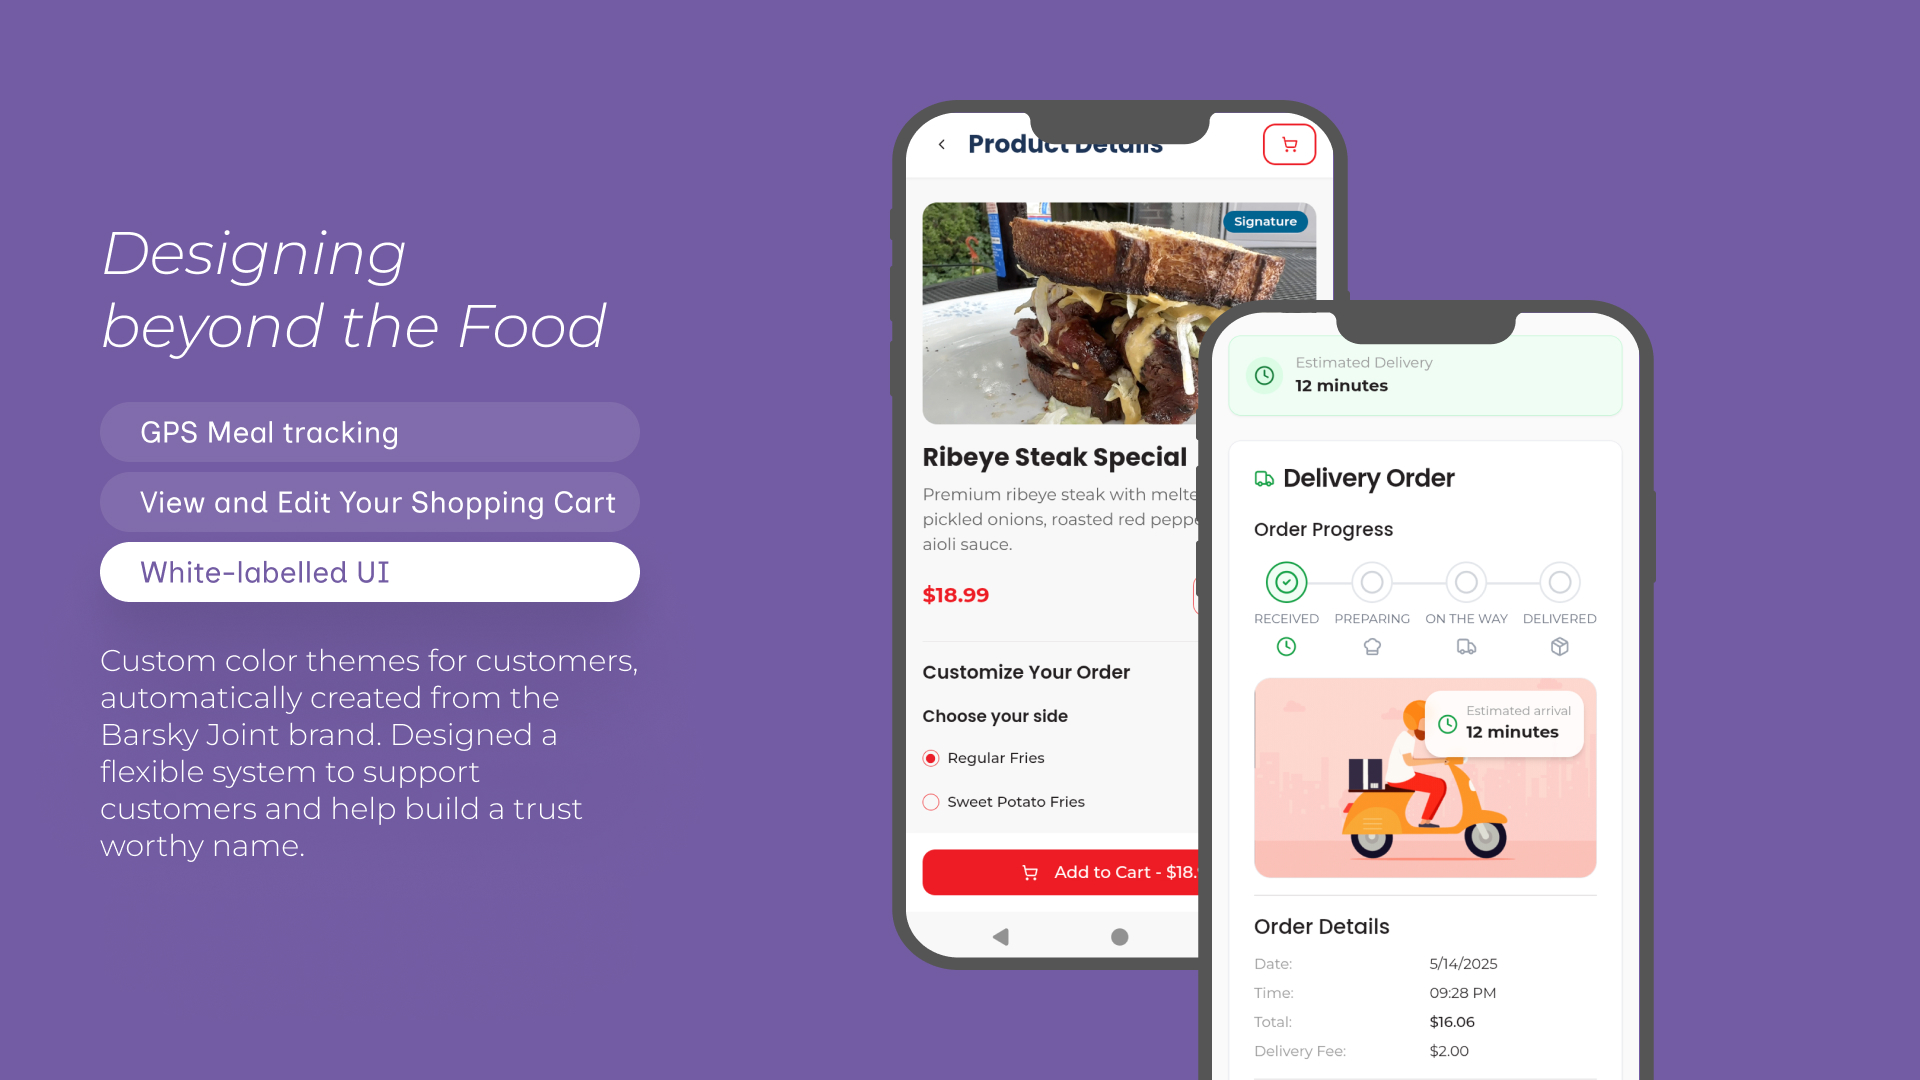 Designing
beyond the Food
GPS Meal tracking
View and Edit Your Shopping Cart
White-labelled UI
Custom color themes for customers,
automatically created from the
Barsky Joint brand. Designed a
flexible system to support
customers and help build a trust
worthy name.
Product Details
Signature
Ribeye Steak Special
Premium ribeye steak with melte
pickled onions, roasted red peppe
aioli sauce.
$18.99
Customize Your Order
Choose your side
Regular Fries
Sweet Potato Fries
Add to Cart - $18.
Estimated Delivery
12 minutes
Delivery Order
Order Progress
RECEIVED PREPARING ON THE WAY DELIVERED
Estimated arrival
12 minutes
Order Details
Date: 5/14/2025
Time: 09:28 PM
Total: $16.06
Delivery Fee: $2.00